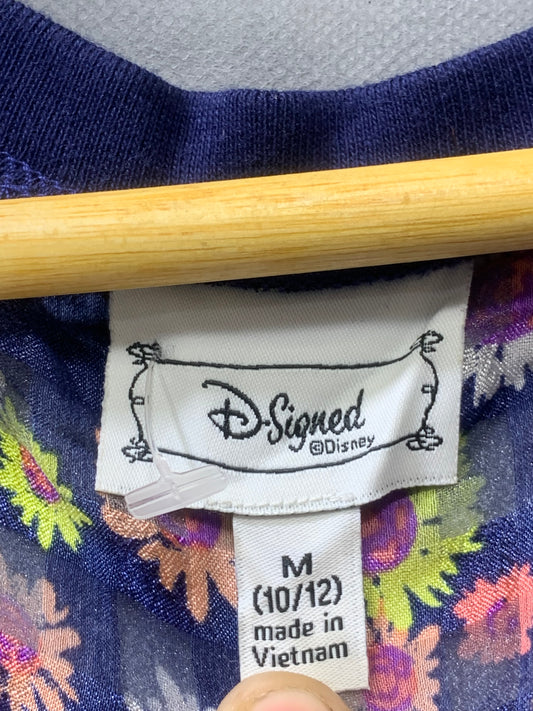 D-Signed
©Disney
M
(10/12)
made in
Vietnam